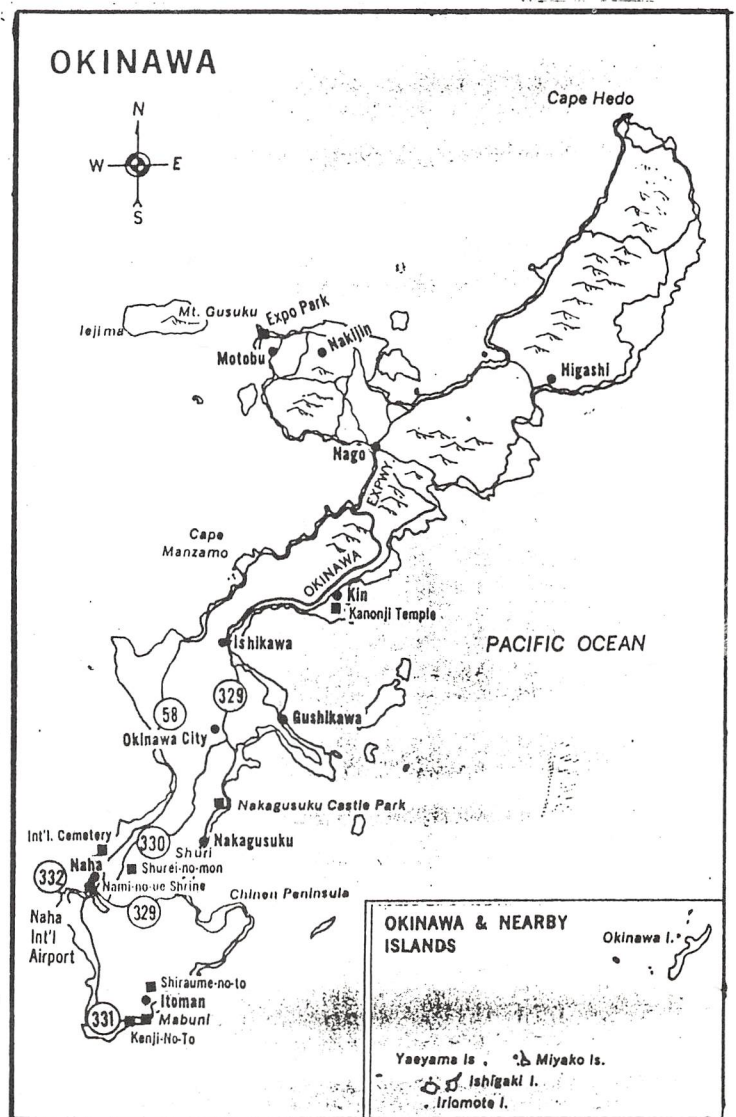 OKINAWA
N
W
E
S
Cape Hedo
Mt. Gusuku
Expo Park
Iejima
Motobu
Nakijin
Higashi
Nago
EXPWY
Cape
Manzamo
OKINAWA
Kin
Kanonji Temple
Ishikawa
PACIFIC OCEAN
329
58
Gushikawa
Okinawa City
Nakagusuku Castle Park
Int'l. Cemetery
330
Nakagusuku
Shuri
Naha
Shurei-no-mon
332
Nami-no-ue Shrine
Chinen Peninsula
329
Naha
Int'l
Airport
Shiraume-no-to
Itoman
331
Mabuni
Kenji-No-To
OKINAWA & NEARBY
ISLANDS
Okinawa I.
Yaeyama Is.
Miyako Is.
Ishigaki I.
Iriomote I.